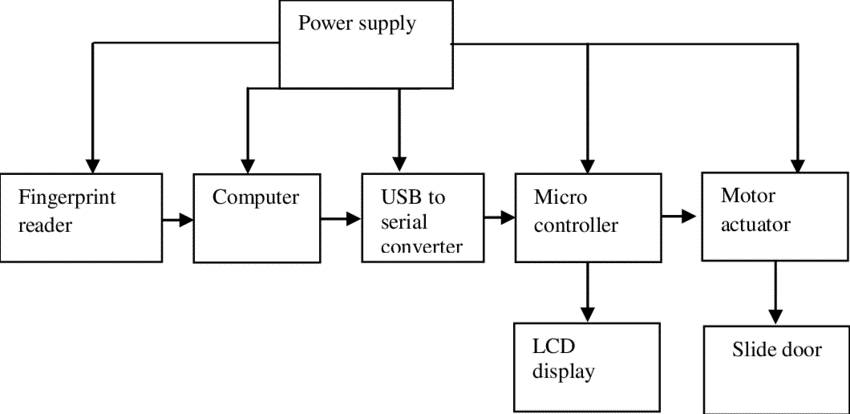 Power supply
Fingerprint
reader
Computer
USB to
serial
converter
Micro
controller
Motor
actuator
LCD
display
Slide door